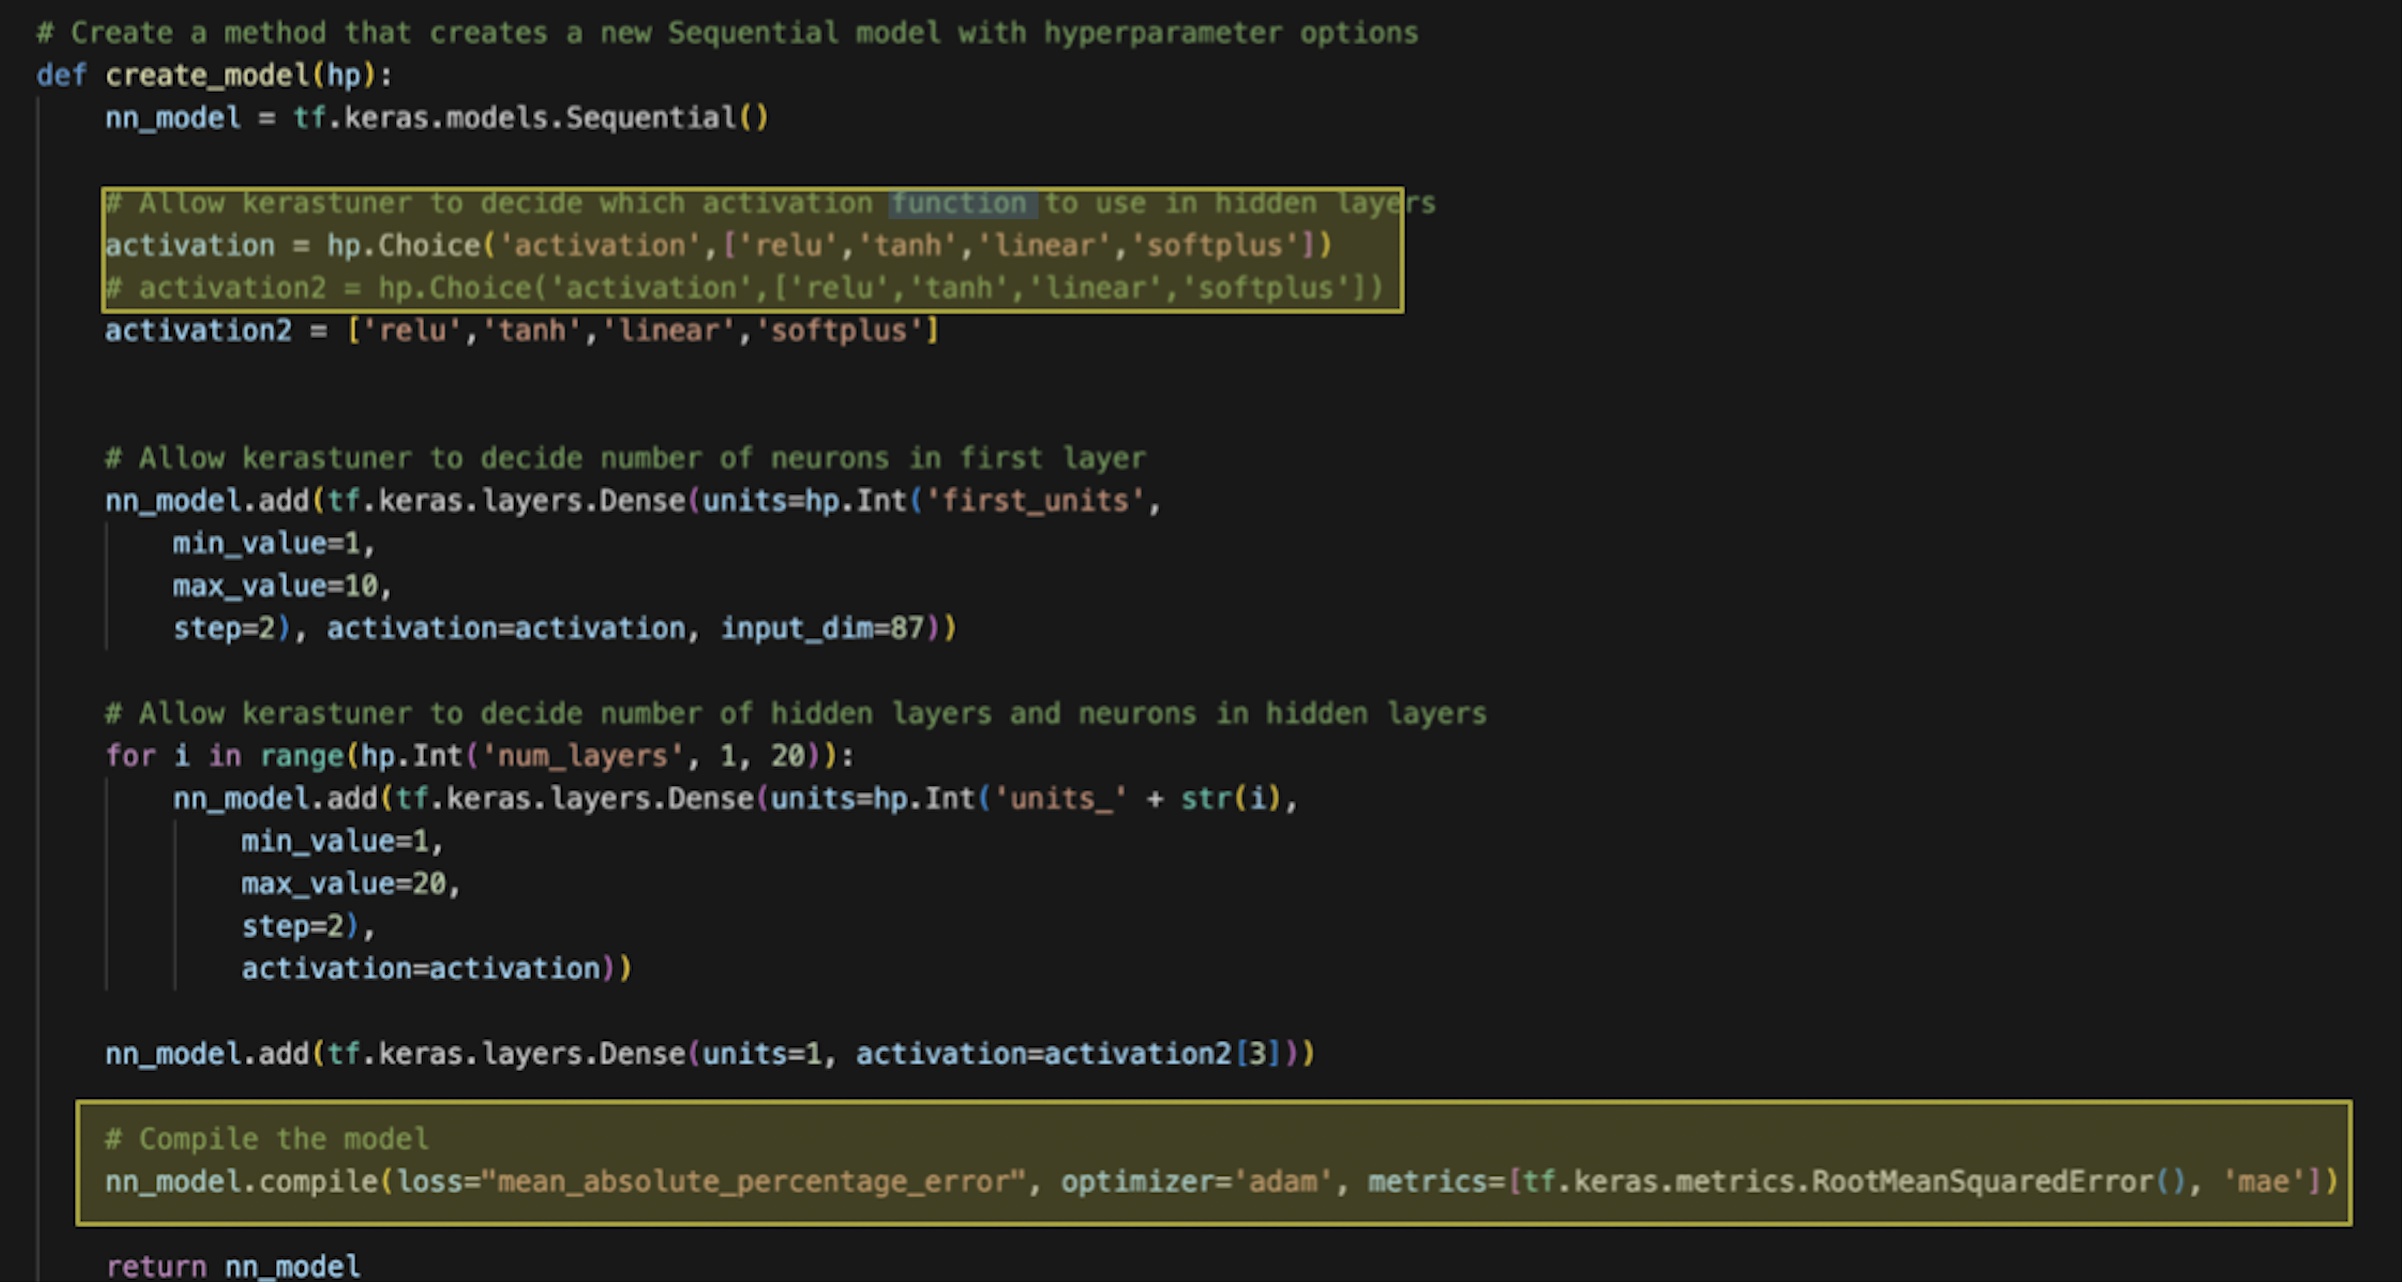 # Create a method that creates a new Sequential model with hyperparameter options
def create_model(hp):
    nn_model = tf.keras.models.Sequential()

    # Allow kerastuner to decide which activation function to use in hidden layers
    activation = hp.Choice('activation',['relu','tanh','linear','softplus'])
    # activation2 = hp.Choice('activation',['relu','tanh','linear','softplus'])
    activation2 = ['relu','tanh','linear','softplus']

    # Allow kerastuner to decide number of neurons in first layer
    nn_model.add(tf.keras.layers.Dense(units=hp.Int('first_units',
        min_value=1,
        max_value=10,
        step=2), activation=activation, input_dim=87))

    # Allow kerastuner to decide number of hidden layers and neurons in hidden layers
    for i in range(hp.Int('num_layers', 1, 20)):
        nn_model.add(tf.keras.layers.Dense(units=hp.Int('units_' + str(i),
            min_value=1,
            max_value=20,
            step=2),
            activation=activation))

    nn_model.add(tf.keras.layers.Dense(units=1, activation=activation2[3]))

    # Compile the model
    nn_model.compile(loss="mean_absolute_percentage_error", optimizer='adam', metrics=[tf.keras.metrics.RootMeanSquaredError(), 'mae'])

    return nn_model